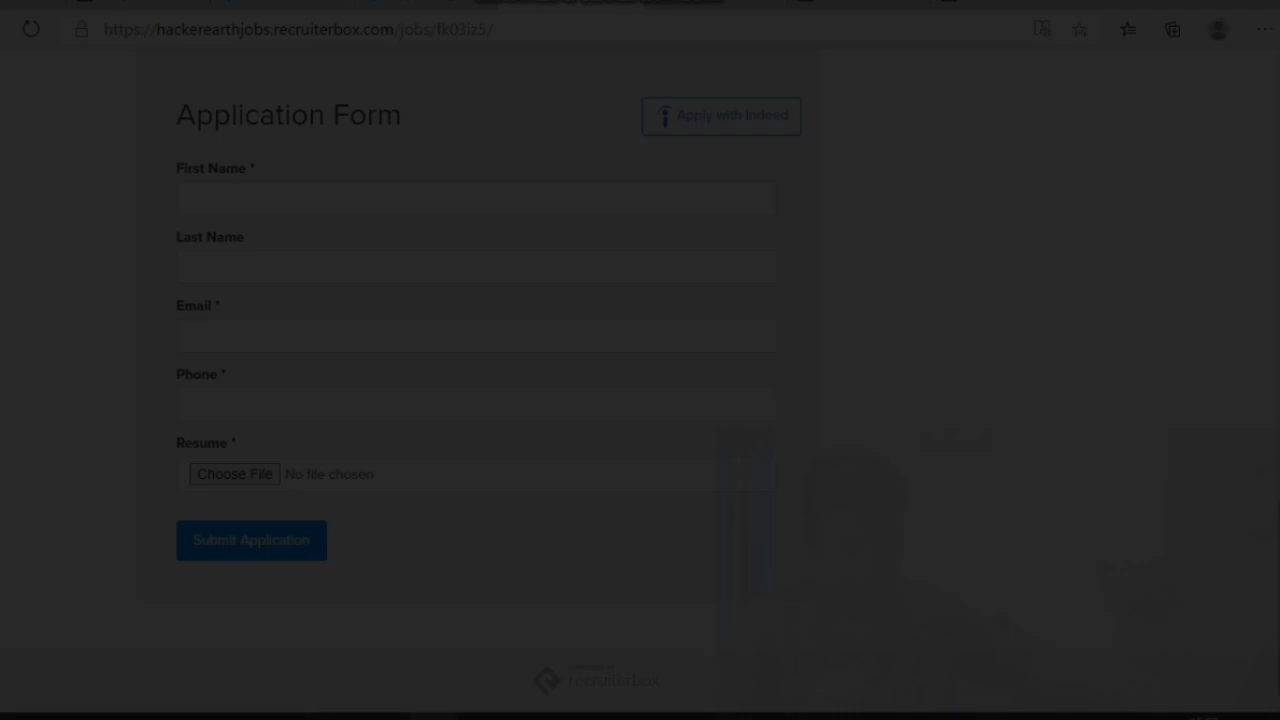 https://hackerearthjobs.recruiterbox.com/jobs/fk03iz5/
Application Form
Apply with Indeed
First Name *
Last Name
Email *
Phone *
Resume *
Choose File No file chosen
Submit Application
recruiterbox